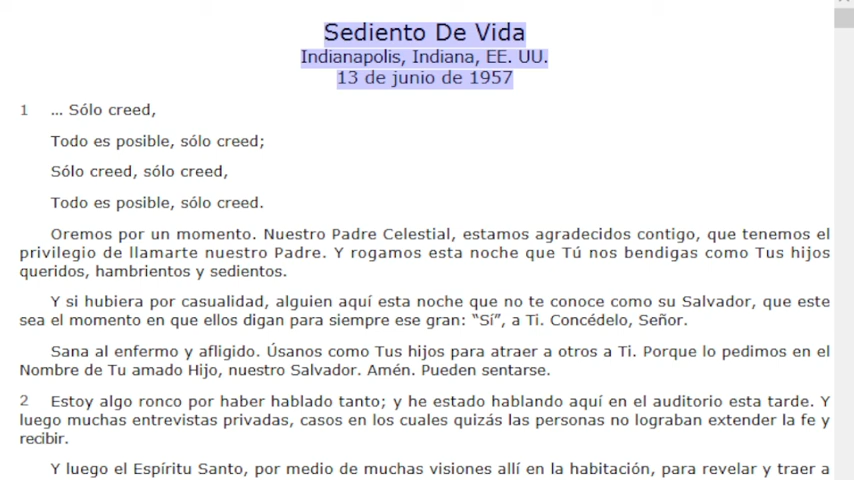 Sediento De Vida
Indianapolis, Indiana, EE. UU.
13 de junio de 1957
1 ... Sólo creed,
Todo es posible, sólo creed;
Sólo creed, sólo creed,
Todo es posible, sólo creed.
Oremos por un momento. Nuestro Padre Celestial, estamos agradecidos contigo, que tenemos el
privilegio de llamarte nuestro Padre. Y rogamos esta noche que Tú nos bendigas como Tus hijos
queridos, hambrientos y sedientos.
Y si hubiera por casualidad, alguien aquí esta noche que no te conoce como su Salvador, que este
sea el momento en que ellos digan para siempre ese gran: “Sí”, a Ti. Concédelo, Señor.
Sana al enfermo y afligido. Úsanos como Tus hijos para atraer a otros a Ti. Porque lo pedimos en el
Nombre de Tu amado Hijo, nuestro Salvador. Amén. Pueden sentarse.
2 Estoy algo ronco por haber hablado tanto; y he estado hablando aquí en el auditorio esta tarde. Y
luego muchas entrevistas privadas, casos en los cuales quizás las personas no lograban extender la fe y
recibir.
Y luego el Espíritu Santo, por medio de muchas visiones allí en la habitación, para revelar y traer a